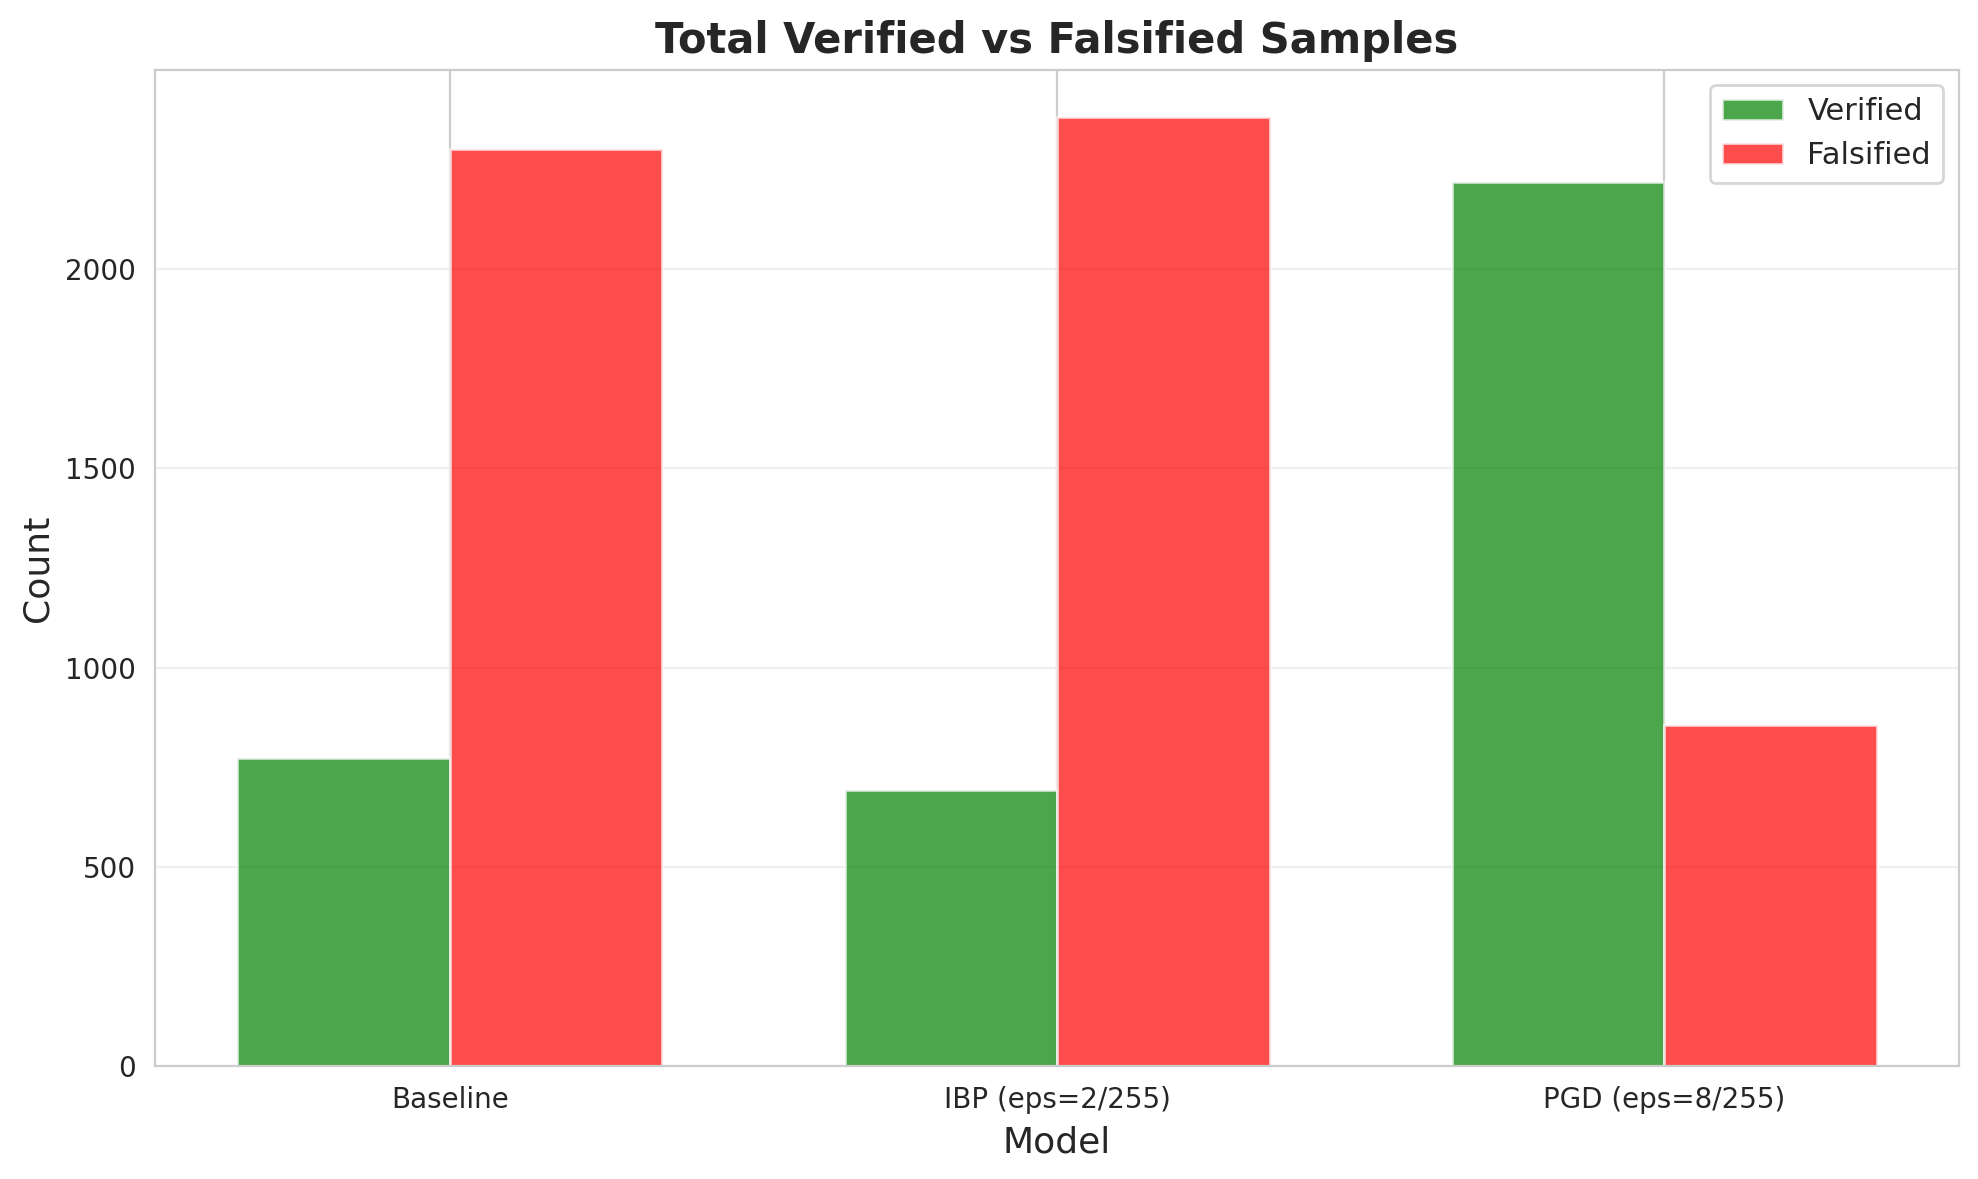 Total Verified vs Falsified Samples
Verified
Falsified
2000
1500
1000
500
0
Count
Baseline
IBP (eps=2/255)
PGD (eps=8/255)
Model